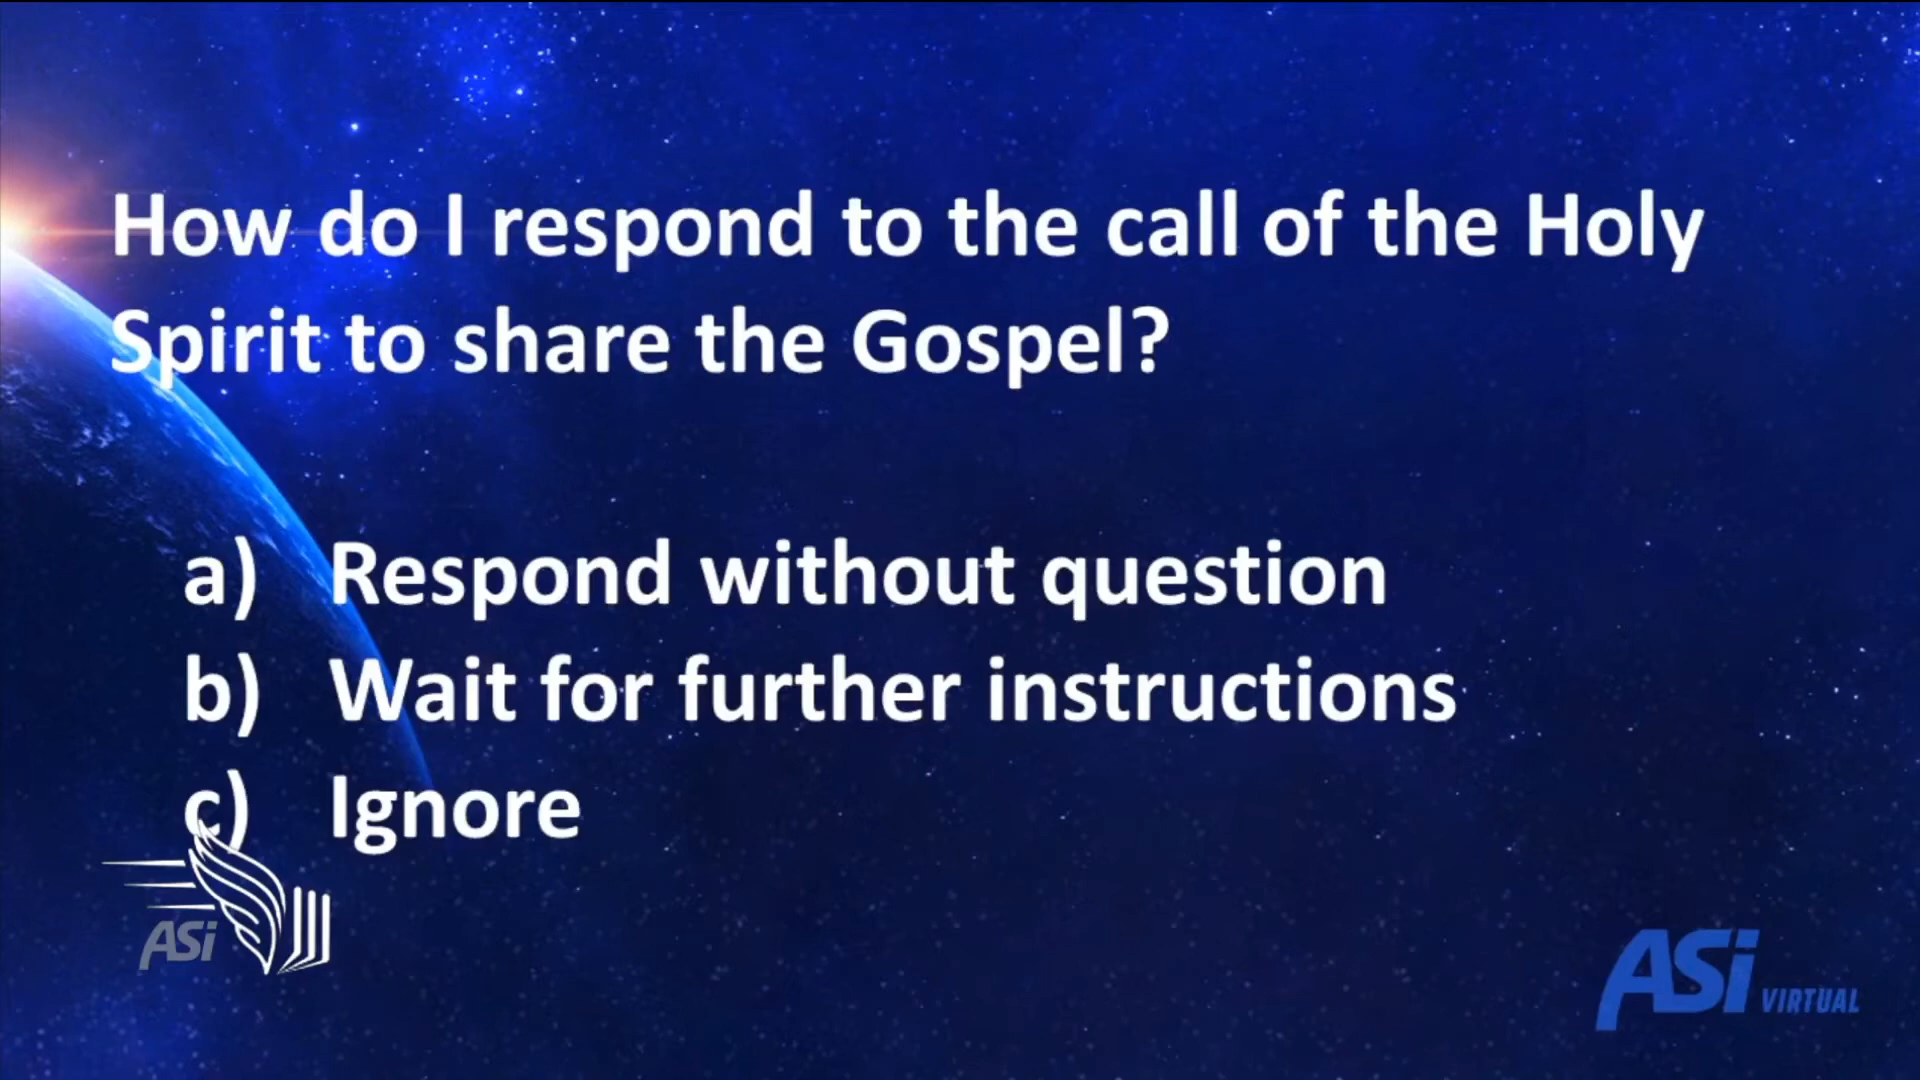 How do I respond to the call of the Holy
Spirit to share the Gospel?
a) Respond without question
b) Wait for further instructions
c) Ignore
ASi
ASi VIRTUAL